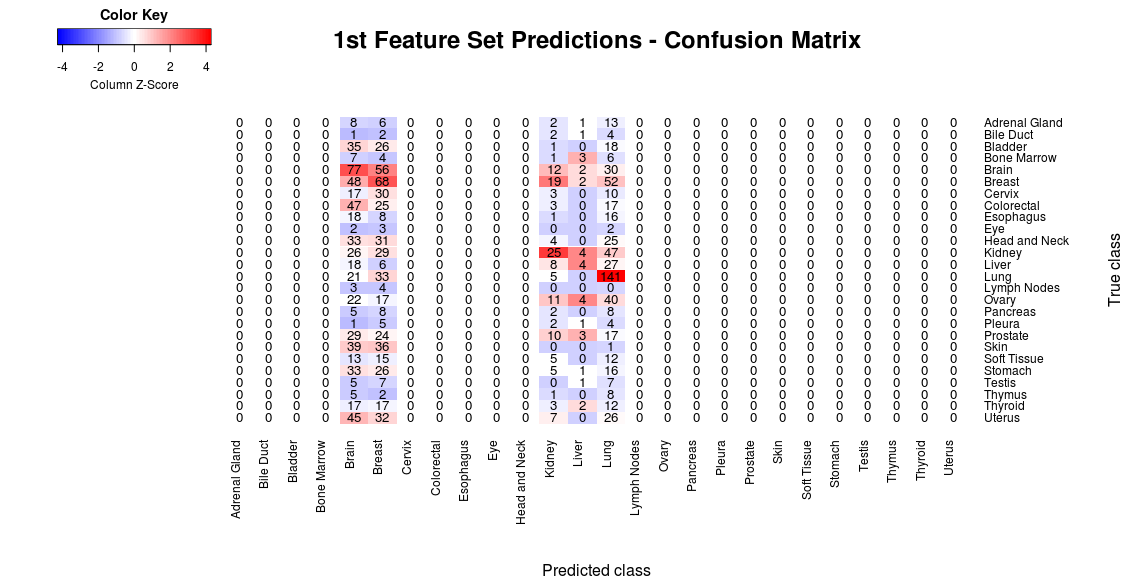 Color Key
-4 -2 0 2 4
Column Z-Score
1st Feature Set Predictions - Confusion Matrix
0 0 0 0 8 6 0 0 0 0 0 2 1 13 0 0 0 0 0 0 0 0 0 0 0 0 Adrenal Gland
0 0 0 0 1 2 0 0 0 0 0 2 1 4 0 0 0 0 0 0 0 0 0 0 0 0 Bile Duct
0 0 0 0 35 26 0 0 0 0 0 1 0 18 0 0 0 0 0 0 0 0 0 0 0 0 Bladder
0 0 0 0 7 4 0 0 0 0 0 1 3 6 0 0 0 0 0 0 0 0 0 0 0 0 Bone Marrow
0 0 0 0 77 56 0 0 0 0 0 12 2 30 0 0 0 0 0 0 0 0 0 0 0 0 Brain
0 0 0 0 48 68 0 0 0 0 0 19 2 52 0 0 0 0 0 0 0 0 0 0 0 0 Breast
0 0 0 0 17 30 0 0 0 0 0 3 0 10 0 0 0 0 0 0 0 0 0 0 0 0 Cervix
0 0 0 0 47 25 0 0 0 0 0 3 0 17 0 0 0 0 0 0 0 0 0 0 0 0 Colorectal
0 0 0 0 18 8 0 0 0 0 0 1 0 16 0 0 0 0 0 0 0 0 0 0 0 0 Esophagus
0 0 0 0 2 3 0 0 0 0 0 0 0 2 0 0 0 0 0 0 0 0 0 0 0 0 Eye
0 0 0 0 33 31 0 0 0 0 0 4 0 25 0 0 0 0 0 0 0 0 0 0 0 0 Head and Neck
0 0 0 0 26 29 0 0 0 0 0 25 4 47 0 0 0 0 0 0 0 0 0 0 0 0 Kidney
0 0 0 0 18 6 0 0 0 0 0 8 4 27 0 0 0 0 0 0 0 0 0 0 0 0 Liver
0 0 0 0 21 33 0 0 0 0 0 5 0 141 0 0 0 0 0 0 0 0 0 0 0 0 Lung
0 0 0 0 3 4 0 0 0 0 0 0 0 0 0 0 0 0 0 0 0 0 0 0 0 0 Lymph Nodes
0 0 0 0 22 17 0 0 0 0 0 11 4 40 0 0 0 0 0 0 0 0 0 0 0 0 Ovary
0 0 0 0 5 8 0 0 0 0 0 2 0 8 0 0 0 0 0 0 0 0 0 0 0 0 Pancreas
0 0 0 0 1 5 0 0 0 0 0 2 1 4 0 0 0 0 0 0 0 0 0 0 0 0 Pleura
0 0 0 0 29 24 0 0 0 0 0 10 3 17 0 0 0 0 0 0 0 0 0 0 0 0 Prostate
0 0 0 0 39 36 0 0 0 0 0 0 0 1 0 0 0 0 0 0 0 0 0 0 0 0 Skin
0 0 0 0 13 15 0 0 0 0 0 5 0 12 0 0 0 0 0 0 0 0 0 0 0 0 Soft Tissue
0 0 0 0 33 26 0 0 0 0 0 5 1 16 0 0 0 0 0 0 0 0 0 0 0 0 Stomach
0 0 0 0 5 7 0 0 0 0 0 0 1 7 0 0 0 0 0 0 0 0 0 0 0 0 Testis
0 0 0 0 5 2 0 0 0 0 0 1 0 8 0 0 0 0 0 0 0 0 0 0 0 0 Thymus
0 0 0 0 17 17 0 0 0 0 0 3 2 12 0 0 0 0 0 0 0 0 0 0 0 0 Thyroid
0 0 0 0 45 32 0 0 0 0 0 7 0 26 0 0 0 0 0 0 0 0 0 0 0 0 Uterus
True class
Adrenal Gland
Bile Duct
Bladder
Bone Marrow
Brain
Breast
Cervix
Colorectal
Esophagus
Eye
Head and Neck
Kidney
Liver
Lung
Lymph Nodes
Ovary
Pancreas
Pleura
Prostate
Skin
Soft Tissue
Stomach
Testis
Thymus
Thyroid
Uterus
Predicted class